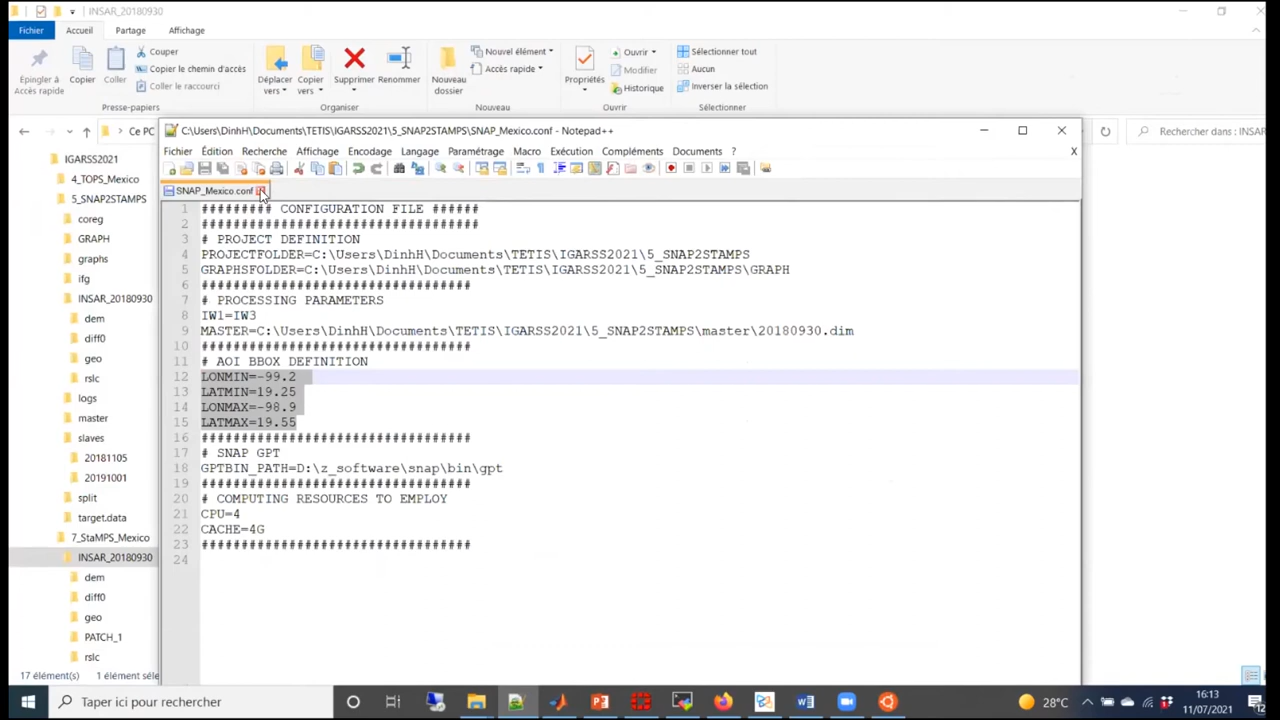 INSAR_20180930
Fichier Accueil Partage Affichage
Épingler à Accès rapide
Copier
Coller
Couper
Copier le chemin d'accès
Coller le raccourci
Déplacer vers
Copier vers
Supprimer
Renommer
Nouveau dossier
Nouvel élément
Accès rapide
Propriétés
Ouvrir
Modifier
Historique
Sélectionner tout
Aucun
Inverser la sélection
Presse-papiers Organiser Nouveau Ouvrir Sélectionner
Ce PC
Rechercher dans : INSAR
IGARSS2021
4_TOPS_Mexico
5_SNAP2STAMPS
coreg
GRAPH
graphs
ifg
INSAR_20180930
dem
diff0
geo
rslc
logs
master
slaves
20181105
20191001
split
target.data
7_StaMPS_Mexico
INSAR_20180930
dem
diff0
geo
PATCH_1
rslc
17 élément(s) 1 élément séle
C:\Users\DinhH\Documents\TETIS\IGARSS2021\5_SNAP2STAMPS\SNAP_Mexico.conf - Notepad++
Fichier Édition Recherche Affichage Encodage Langage Paramétrage Macro Exécution Compléments Documents ? X
SNAP_Mexico.conf
1 ######### CONFIGURATION FILE ######
2 ###################################
3 # PROJECT DEFINITION
4 PROJECTFOLDER=C:\Users\DinhH\Documents\TETIS\IGARSS2021\5_SNAP2STAMPS
5 GRAPHSFOLDER=C:\Users\DinhH\Documents\TETIS\IGARSS2021\5_SNAP2STAMPS\GRAPH
6 ##################################
7 # PROCESSING PARAMETERS
8 IW1=IW3
9 MASTER=C:\Users\DinhH\Documents\TETIS\IGARSS2021\5_SNAP2STAMPS\master\20180930.dim
10 ##################################
11 # AOI BBOX DEFINITION
12 LONMIN=-99.2
13 LATMIN=19.25
14 LONMAX=-98.9
15 LATMAX=19.55
16 ##################################
17 # SNAP GPT
18 GPTBIN_PATH=D:\z_software\snap\bin\gpt
19 ##################################
20 # COMPUTING RESOURCES TO EMPLOY
21 CPU=4
22 CACHE=4G
23 ##################################
24
Taper ici pour rechercher
28°C
16:13
11/07/2021
12